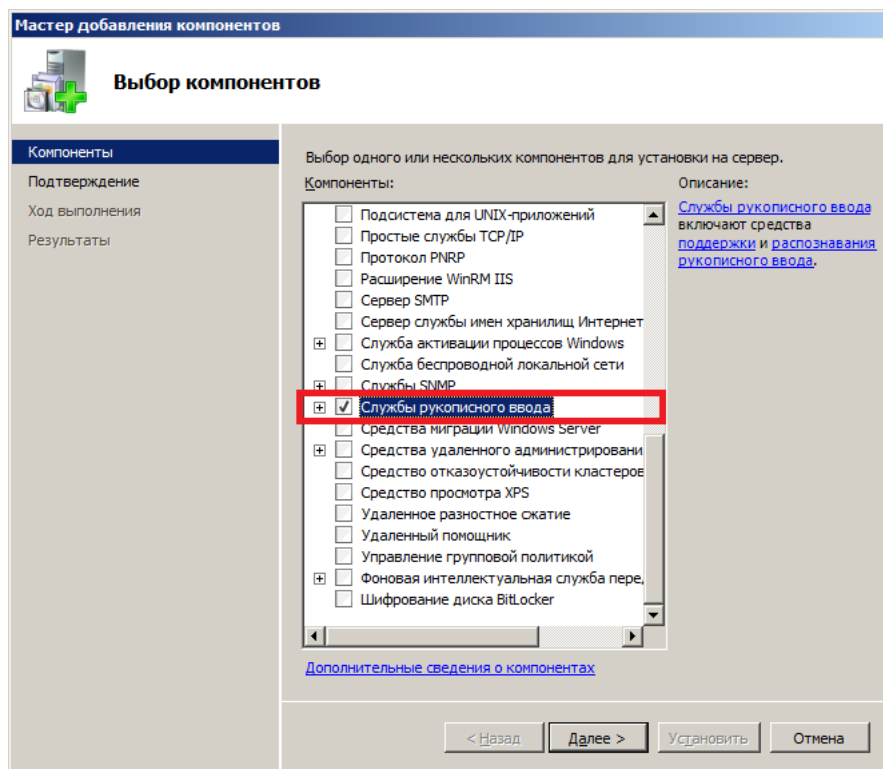 Мастер добавления компонентов
Выбор компонентов
Компоненты
Подтверждение
Ход выполнения
Результаты
Выбор одного или нескольких компонентов для установки на сервер.
Компоненты:
Подсистема для UNIX-приложений
Простые службы TCP/IP
Протокол PNRP
Расширение WinRM IIS
Сервер SMTP
Сервер службы имен хранилищ Интернет
Служба активации процессов Windows
Служба беспроводной локальной сети
Службы SNMP
Службы рукописного ввода
Средства миграции Windows Server
Средства удаленного администрировани
Средство отказоустойчивости кластеров
Средство просмотра XPS
Удаленное разностное сжатие
Удаленный помощник
Управление групповой политикой
Фоновая интеллектуальная служба пере
Шифрование диска BitLocker
Описание:
Службы рукописного ввода
включают средства
поддержки и распознавания
рукописного ввода.
Дополнительные сведения о компонентах
< Назад
Далее >
Установить
Отмена